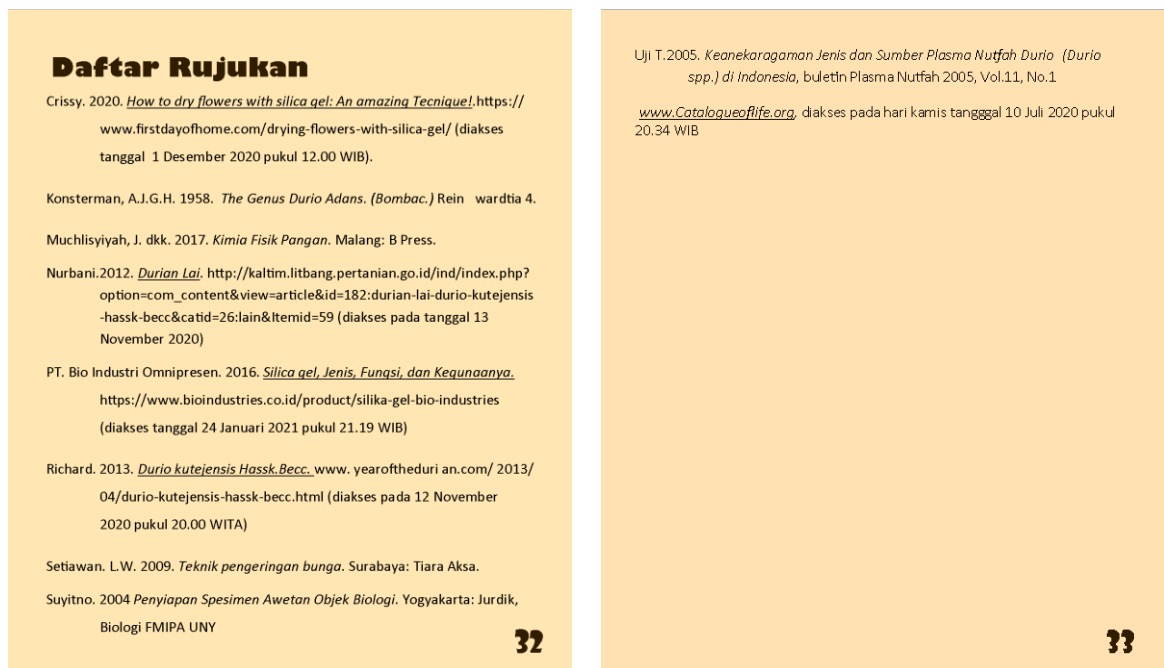 Daftar Rujukan
Crissy. 2020. How to dry flowers with silica gel: An amazing Tecnique!.https://
www.firstdayofhome.com/drying-flowers-with-silica-gel/ (diakses
tanggal  1 Desember 2020 pukul 12.00 WIB).
Konsterman, A.J.G.H. 1958.  The Genus Durio Adans. (Bombac.) Rein   wardtia 4.
Muchlisyiyah, J. dkk. 2017. Kimia Fisik Pangan. Malang: B Press.
Nurbani.2012. Durian Lai. http://kaltim.litbang.pertanian.go.id/ind/index.php?
option=com_content&view=article&id=182:durian-lai-durio-kutejensis
-hassk-becc&catid=26:lain&Itemid=59 (diakses pada tanggal 13
November 2020)
PT. Bio Industri Omnipresen. 2016. Silica gel, Jenis, Fungsi, dan Kegunaanya.
https://www.bioindustries.co.id/product/silika-gel-bio-industries
(diakses tanggal 24 Januari 2021 pukul 21.19 WIB)
Richard. 2013. Durio kutejensis Hassk.Becc. www. yearoftheduri an.com/ 2013/
04/durio-kutejensis-hassk-becc.html (diakses pada 12 November
2020 pukul 20.00 WITA)
Setiawan. L.W. 2009. Teknik pengeringan bunga. Surabaya: Tiara Aksa.
Suyitno. 2004 Penyiapan Spesimen Awetan Objek Biologi. Yogyakarta: Jurdik,
Biologi FMIPA UNY
32
Uji T.2005. Keanekaragaman Jenis dan Sumber Plasma Nutfah Durio  (Durio
spp.) di Indonesia, buletin Plasma Nutfah 2005, Vol.11, No.1
www.Catalogueoflife.org, diakses pada hari kamis tangggal 10 Juli 2020 pukul
20.34 WIB
33